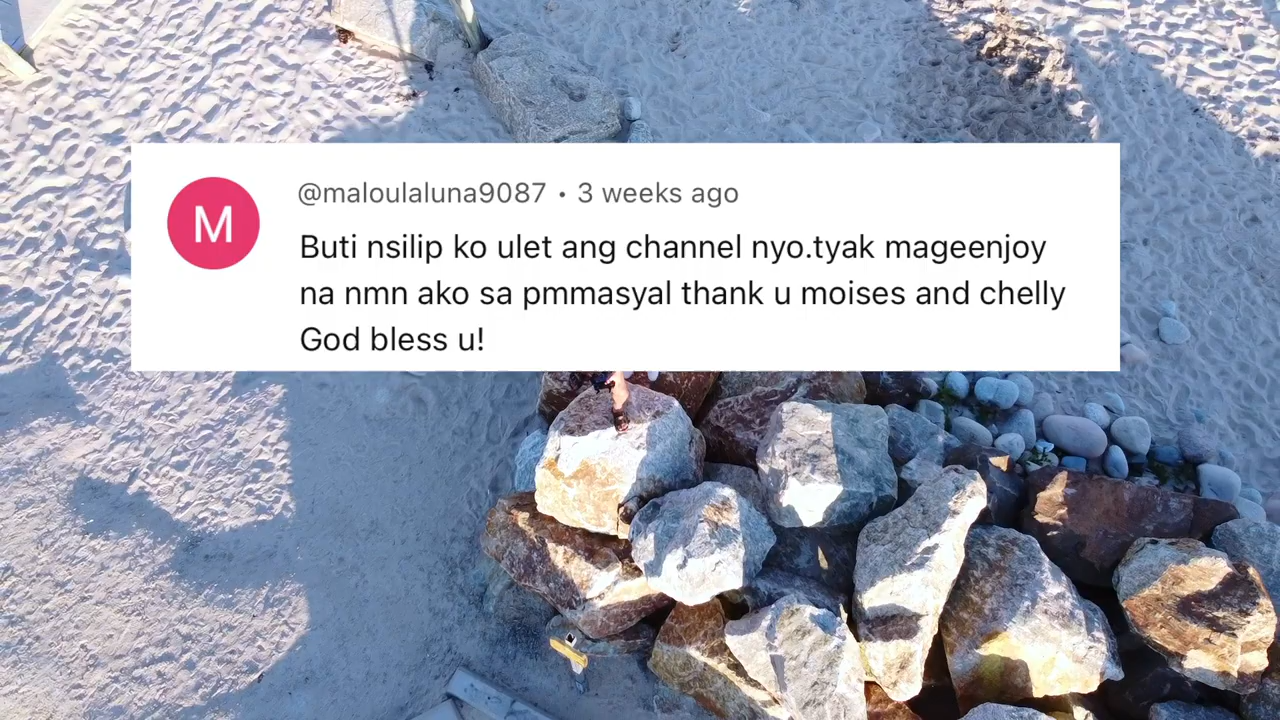 M
@maloulaluna9087 • 3 weeks ago
Buti nsilip ko ulet ang channel nyo.tyak mageenjoy
na nmn ako sa pmmasyal thank u moises and chelly
God bless u!